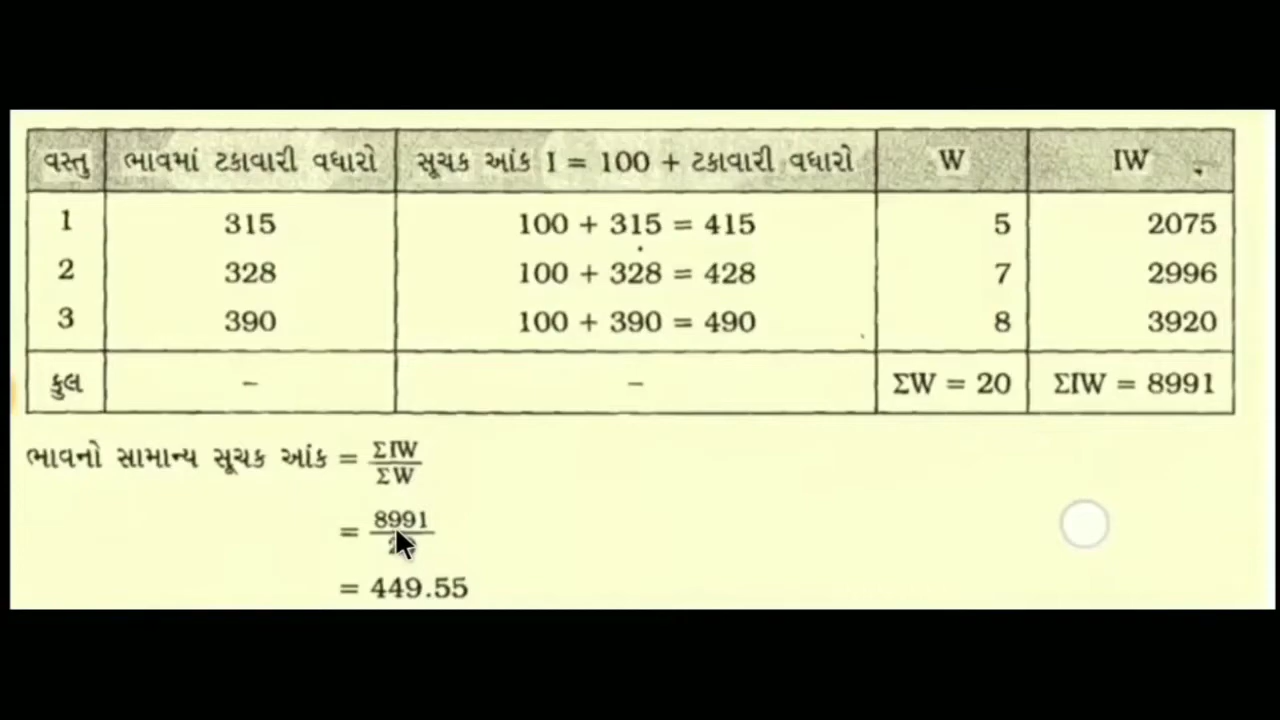 વસ્તુ ભાવમાં ટકાવારી વધારો સૂચક આંક I = 100 + ટકાવારી વધારો W IW
1 315 100 + 315 = 415 5 2075
2 328 100 + 328 = 428 7 2996
3 390 100 + 390 = 490 8 3920
કુલ – – ΣW = 20 ΣIW = 8991
ભાવનો સામાન્ય સૂચક આંક = ΣIW
ΣW
= 8991
= 449.55